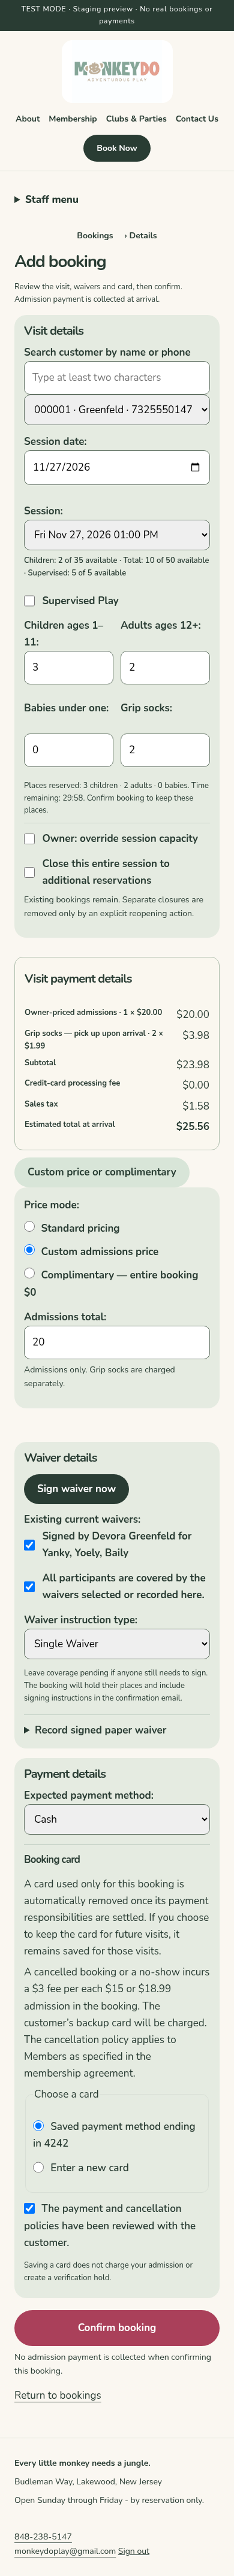 TEST MODE · Staging preview · No real bookings or
payments
MONKEYDO
ADVENTUROUS PLAY
About Membership Clubs & Parties Contact Us
Book Now
Staff menu
Bookings › Details
Add booking
Review the visit, waivers and card, then confirm.
Admission payment is collected at arrival.
Visit details
Search customer by name or phone
Type at least two characters
000001 · Greenfeld · 7325550147
Session date:
11/27/2026
Session:
Fri Nov 27, 2026 01:00 PM
Children: 2 of 35 available · Total: 10 of 50 available
· Supervised: 5 of 5 available
Supervised Play
Children ages 1–
11:
Adults ages 12+:
3
2
Babies under one:
Grip socks:
0
2
Places reserved: 3 children · 2 adults · 0 babies. Time
remaining: 29:58. Confirm booking to keep these
places.
Owner: override session capacity
Close this entire session to
additional reservations
Existing bookings remain. Separate closures are
removed only by an explicit reopening action.
Visit payment details
Owner-priced admissions · 1 × $20.00 $20.00
Grip socks — pick up upon arrival · 2 ×
$1.99
$3.98
Subtotal $23.98
Credit-card processing fee $0.00
Sales tax $1.58
Estimated total at arrival $25.56
Custom price or complimentary
Price mode:
Standard pricing
Custom admissions price
Complimentary — entire booking
$0
Admissions total:
20
Admissions only. Grip socks are charged
separately.
Waiver details
Sign waiver now
Existing current waivers:
Signed by Devora Greenfeld for
Yanky, Yoely, Baily
All participants are covered by the
waivers selected or recorded here.
Waiver instruction type:
Single Waiver
Leave coverage pending if anyone still needs to sign.
The booking will hold their places and include
signing instructions in the confirmation email.
Record signed paper waiver
Payment details
Expected payment method:
Cash
Booking card
A card used only for this booking is
automatically removed once its payment
responsibilities are settled. If you choose
to keep the card for future visits, it
remains saved for those visits.
A cancelled booking or a no-show incurs
a $3 fee per each $15 or $18.99
admission in the booking. The
customer's backup card will be charged.
The cancellation policy applies to
Members as specified in the
membership agreement.
Choose a card
Saved payment method ending
in 4242
Enter a new card
The payment and cancellation
policies have been reviewed with the
customer.
Saving a card does not charge your admission or
create a verification hold.
Confirm booking
No admission payment is collected when confirming
this booking.
Return to bookings
Every little monkey needs a jungle.
Budleman Way, Lakewood, New Jersey
Open Sunday through Friday - by reservation only.
848-238-5147
monkeydoplay@gmail.com Sign out